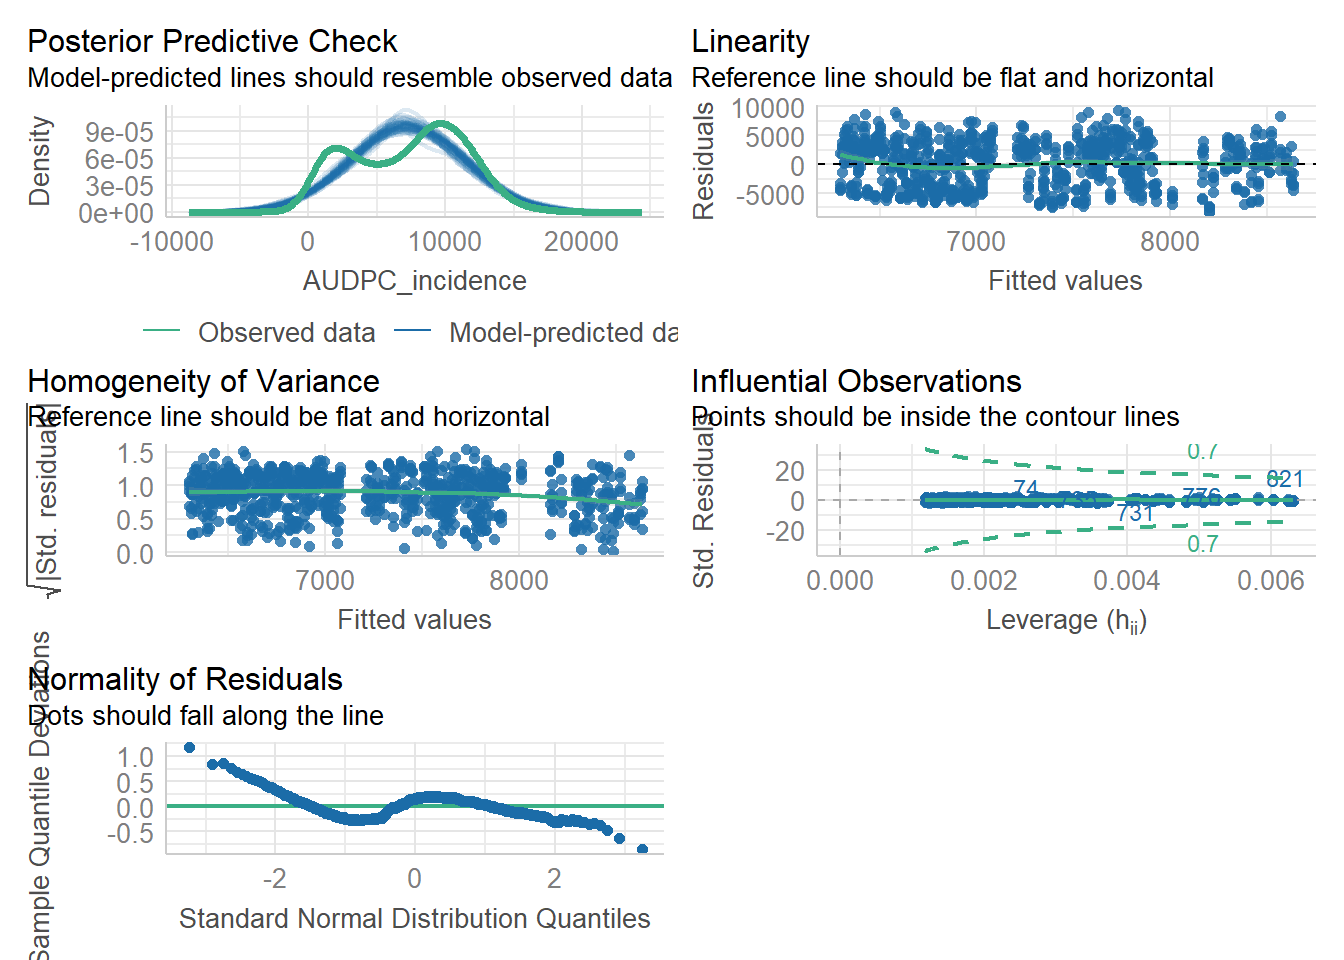 Posterior Predictive Check
Model-predicted lines should resemble observed data
Density
9e-05
6e-05
3e-05
0e+00
-10000 0 10000 20000
AUDPC_incidence
Observed data Model-predicted da
Linearity
Reference line should be flat and horizontal
Residuals
10000
5000
0
-5000
7000 8000
Fitted values
Homogeneity of Variance
Reference line should be flat and horizontal
√|Std. residuals|
1.5
1.0
0.5
0.0
7000 8000
Fitted values
Influential Observations
Points should be inside the contour lines
Std. Residuals
20
0
-20
0.7
821
74
776
731
0.7
0.000 0.002 0.004 0.006
Leverage (hii)
Normality of Residuals
Dots should fall along the line
Sample Quantile Deviations
1.0
0.5
0.0
-0.5
-2 0 2
Standard Normal Distribution Quantiles